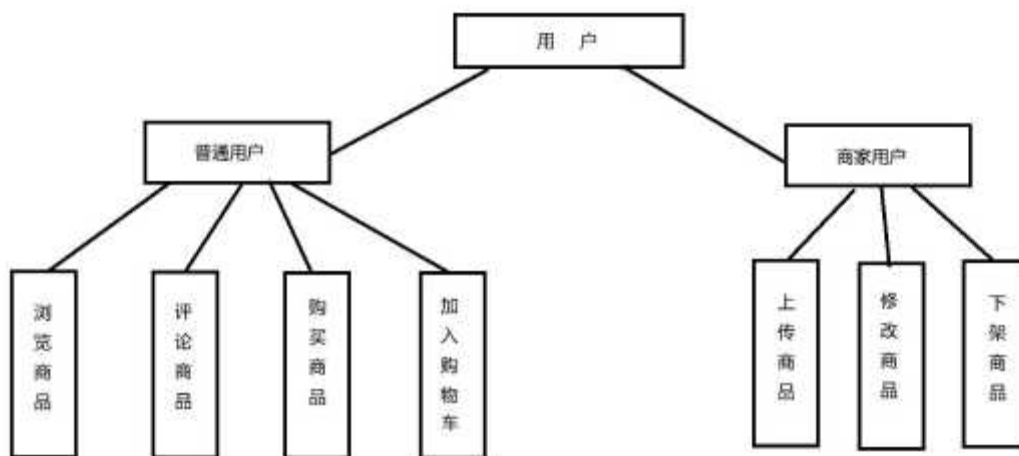 用 户
普通用户
商家用户
浏览商品
评论商品
购买商品
加入购物车
上传商品
修改商品
下架商品